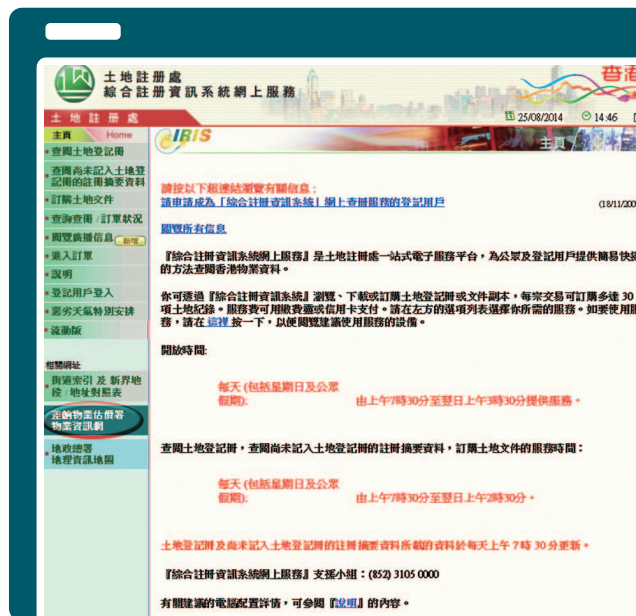 土地註冊處
綜合註冊資訊系統網上服務
香港
土地註冊處
25/08/2014 14:46
主頁 Home
IRIS
主頁
查閱土地登記冊
查閱尚未記入土地登記冊的註冊摘要資料
訂購土地文件
查詢查冊 / 訂單狀況
閱覽廣播信息 新增
進入訂單
說明
登記用戶登入
惡劣天氣特別安排
流動版
相關網址
街道索引 及 新界地段 / 地址對照表
差餉物業估價署
物業資訊網
地政總署
地理資訊地圖
請按以下超連結瀏覽有關信息：
請申請成為「綜合註冊資訊系統」網上查冊服務的登記用戶 (18/11/200
閱覽所有信息
『綜合註冊資訊系統網上服務』是土地註冊處一站式電子服務平台，為公眾及登記用戶提供簡易快捷
的方法查閱香港物業資料。
你可透過『綜合註冊資訊系統』瀏覽、下載或訂購土地登記冊或文件副本，每宗交易可訂購多達 30
項土地紀錄。服務費可用繳費靈或信用卡支付。請在左方的選項列表選擇你所需的服務。如要使用服
務，請在 這裡 按一下，以便閱覽建議使用服務的設備。
開放時間:
每天 (包括星期日及公眾
假期): 由上午7時30分至翌日上午3時30分提供服務。
查閱土地登記冊，查閱尚未記入土地登記冊的註冊摘要資料，訂購土地文件的服務時間：
每天 (包括星期日及公眾
假期): 由上午7時30分至翌日上午2時30分。
土地登記冊及尚未記入土地登記冊的註冊摘要資料所載的資料於每天上午 7 時 30 分更新。
『綜合註冊資訊系統網上服務』支援小組：(852) 3105 0000
有關建議的電腦配置詳情，可參閱『說明』的內容。